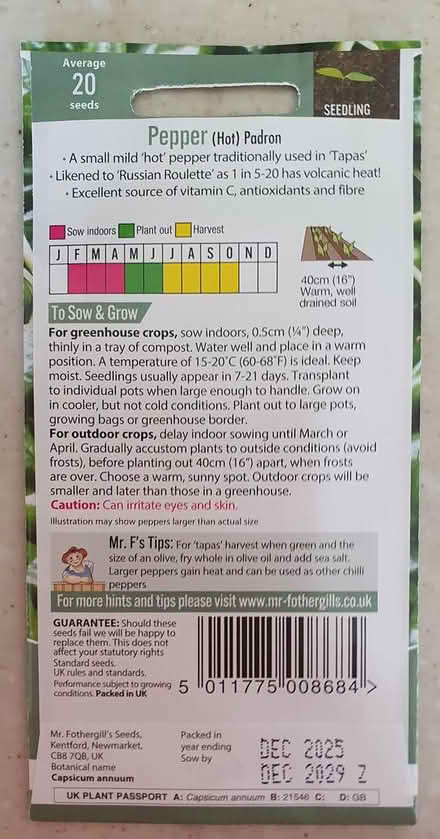 Average
20
seeds
SEEDLING
Pepper (Hot) Padron
• A small mild ‘hot’ pepper traditionally used in ‘Tapas’
• Likened to ‘Russian Roulette’ as 1 in 5-20 has volcanic heat!
• Excellent source of vitamin C, antioxidants and fibre
Sow indoors Plant out Harvest
J F M A M J J A S O N D
40cm (16”)
Warm, well
drained soil
To Sow & Grow
For greenhouse crops, sow indoors, 0.5cm (¼”) deep,
thinly in a tray of compost. Water well and place in a warm
position. A temperature of 15-20˚C (60-68˚F) is ideal. Keep
moist. Seedlings usually appear in 7-21 days. Transplant
to individual pots when large enough to handle. Grow on
in cooler, but not cold conditions. Plant out to large pots,
growing bags or greenhouse border.
For outdoor crops, delay indoor sowing until March or
April. Gradually accustom plants to outside conditions (avoid
frosts), before planting out 40cm (16”) apart, when frosts
are over. Choose a warm, sunny spot. Outdoor crops will be
smaller and later than those in a greenhouse.
Caution: Can irritate eyes and skin.
Illustration may show peppers larger than actual size
Mr. F's Tips: For ‘tapas’ harvest when green and the
size of an olive, fry whole in olive oil and add sea salt.
Larger peppers gain heat and can be used as other chilli
peppers
For more hints and tips please visit www.mr-fothergills.co.uk
GUARANTEE: Should these
seeds fail we will be happy to
replace them. This does not
affect your statutory rights
Standard seeds.
UK rules and standards.
Performance subject to growing
conditions. Packed in UK
5 011775 008684 >
Mr. Fothergill's Seeds,
Kentford, Newmarket,
CB8 7QB, UK
Botanical name
Capsicum annuum
Packed in
year ending
Sow by
DEC 2025
DEC 2029 Z
UK PLANT PASSPORT A: Capsicum annuum B: 21546 C: D: GB